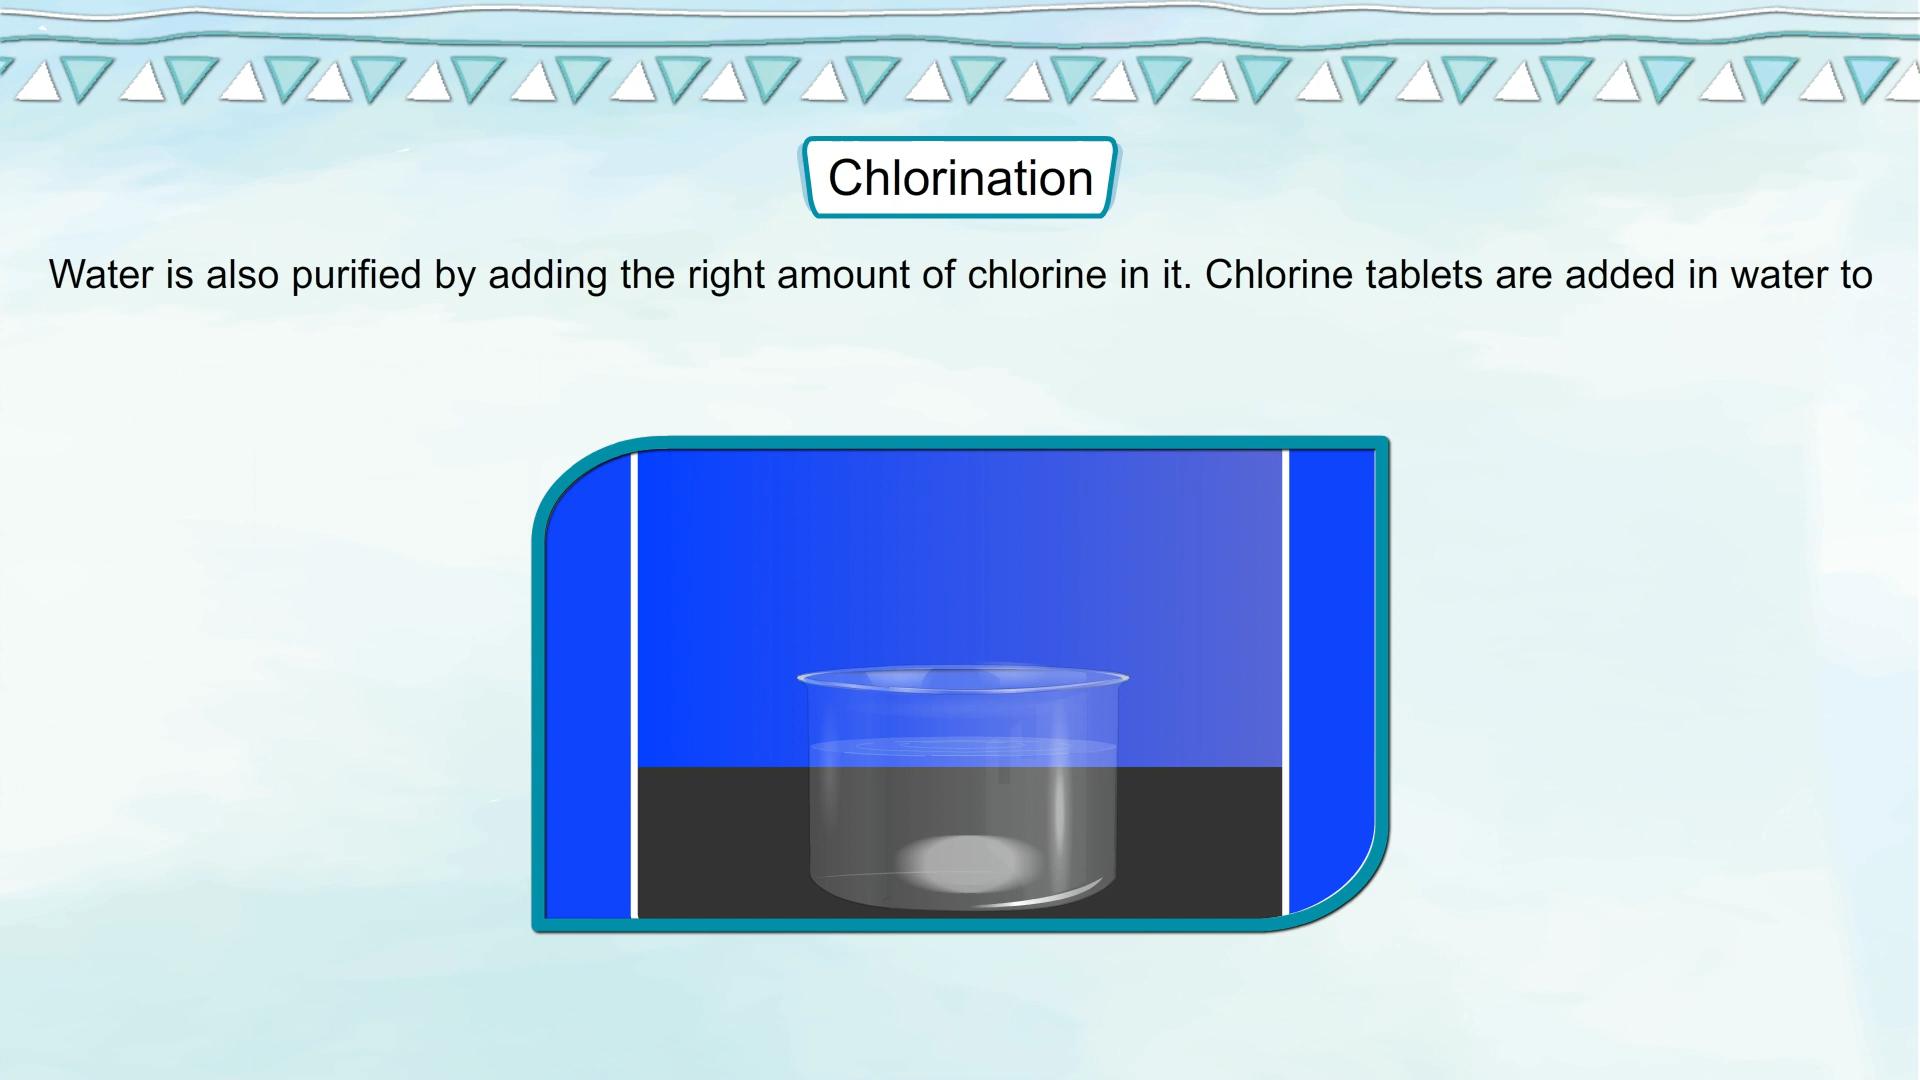 Chlorination
Water is also purified by adding the right amount of chlorine in it. Chlorine tablets are added in water to